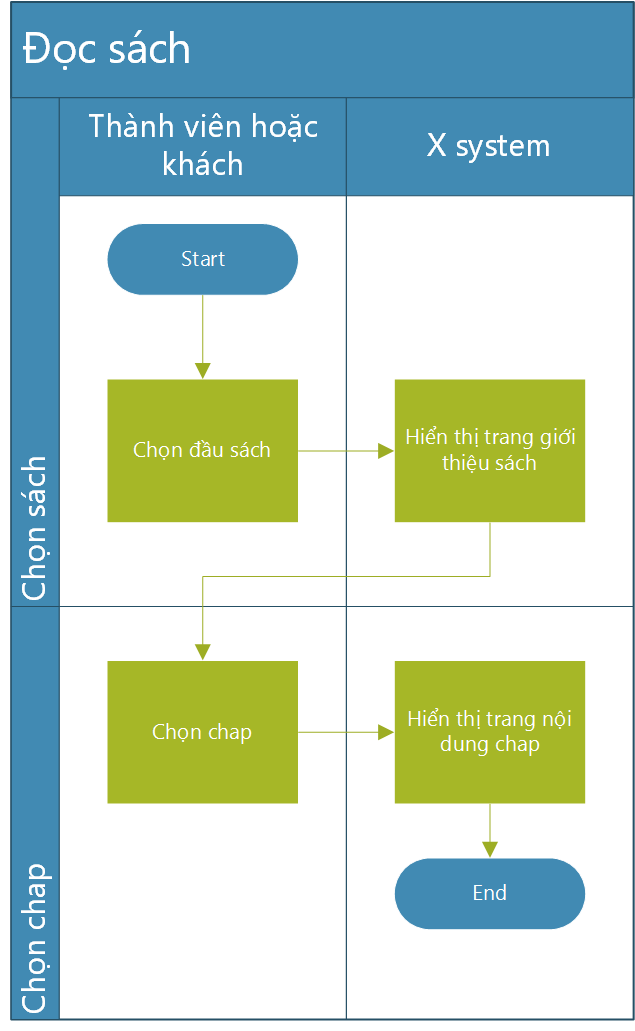 Đọc sách
Thành viên hoặc
khách
X system
Chọn sách
Start
Chọn đầu sách
Hiển thị trang giới
thiệu sách
Chọn chap
Chọn chap
Hiển thị trang nội
dung chap
End